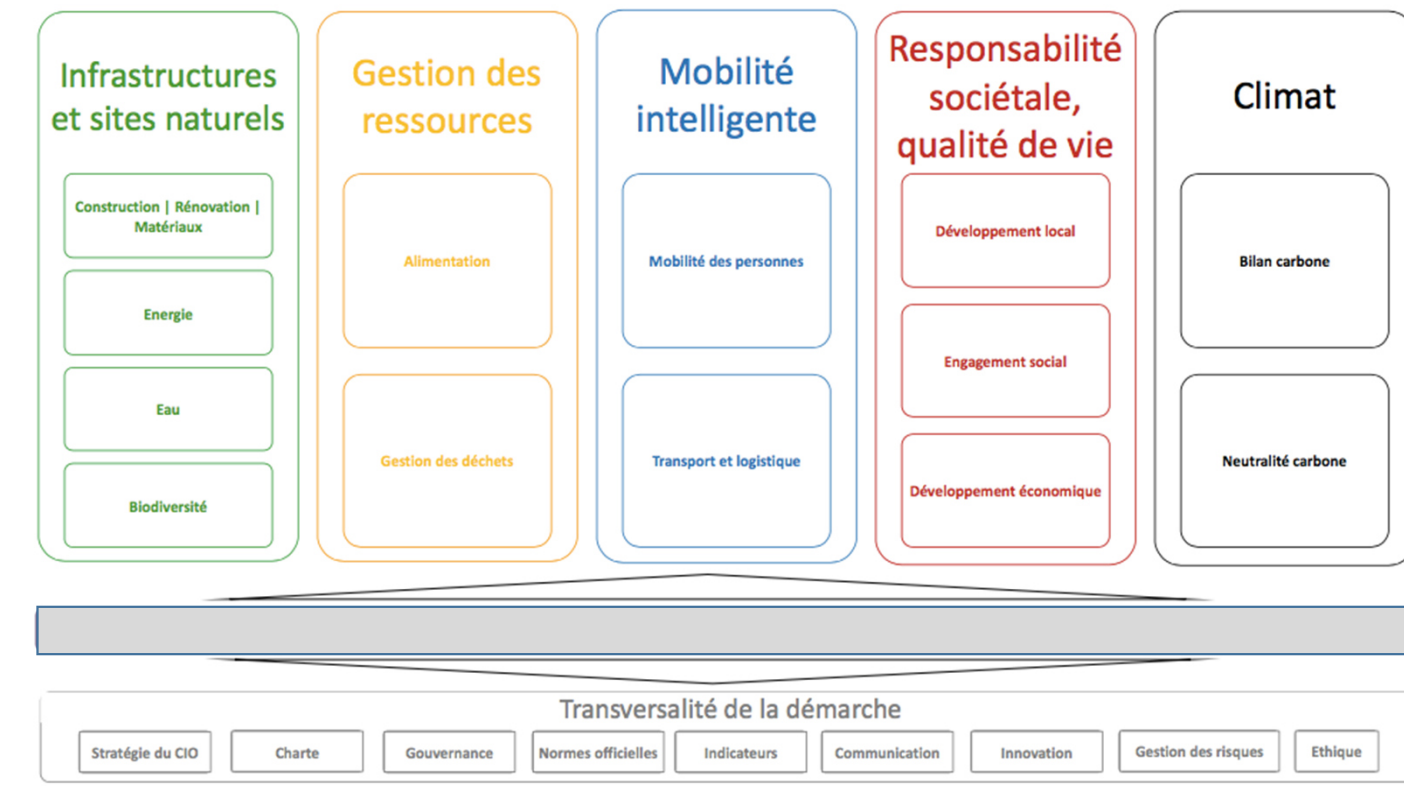 Infrastructures
et sites naturels
Construction | Rénovation |
Matériaux
Energie
Eau
Biodiversité
Gestion des
ressources
Alimentation
Gestion des déchets
Mobilité
intelligente
Mobilité des personnes
Transport et logistique
Responsabilité
sociétale,
qualité de vie
Développement local
Engagement social
Développement économique
Climat
Bilan carbone
Neutralité carbone
Transversalité de la démarche
Stratégie du CIO
Charte
Gouvernance
Normes officielles
Indicateurs
Communication
Innovation
Gestion des risques
Ethique